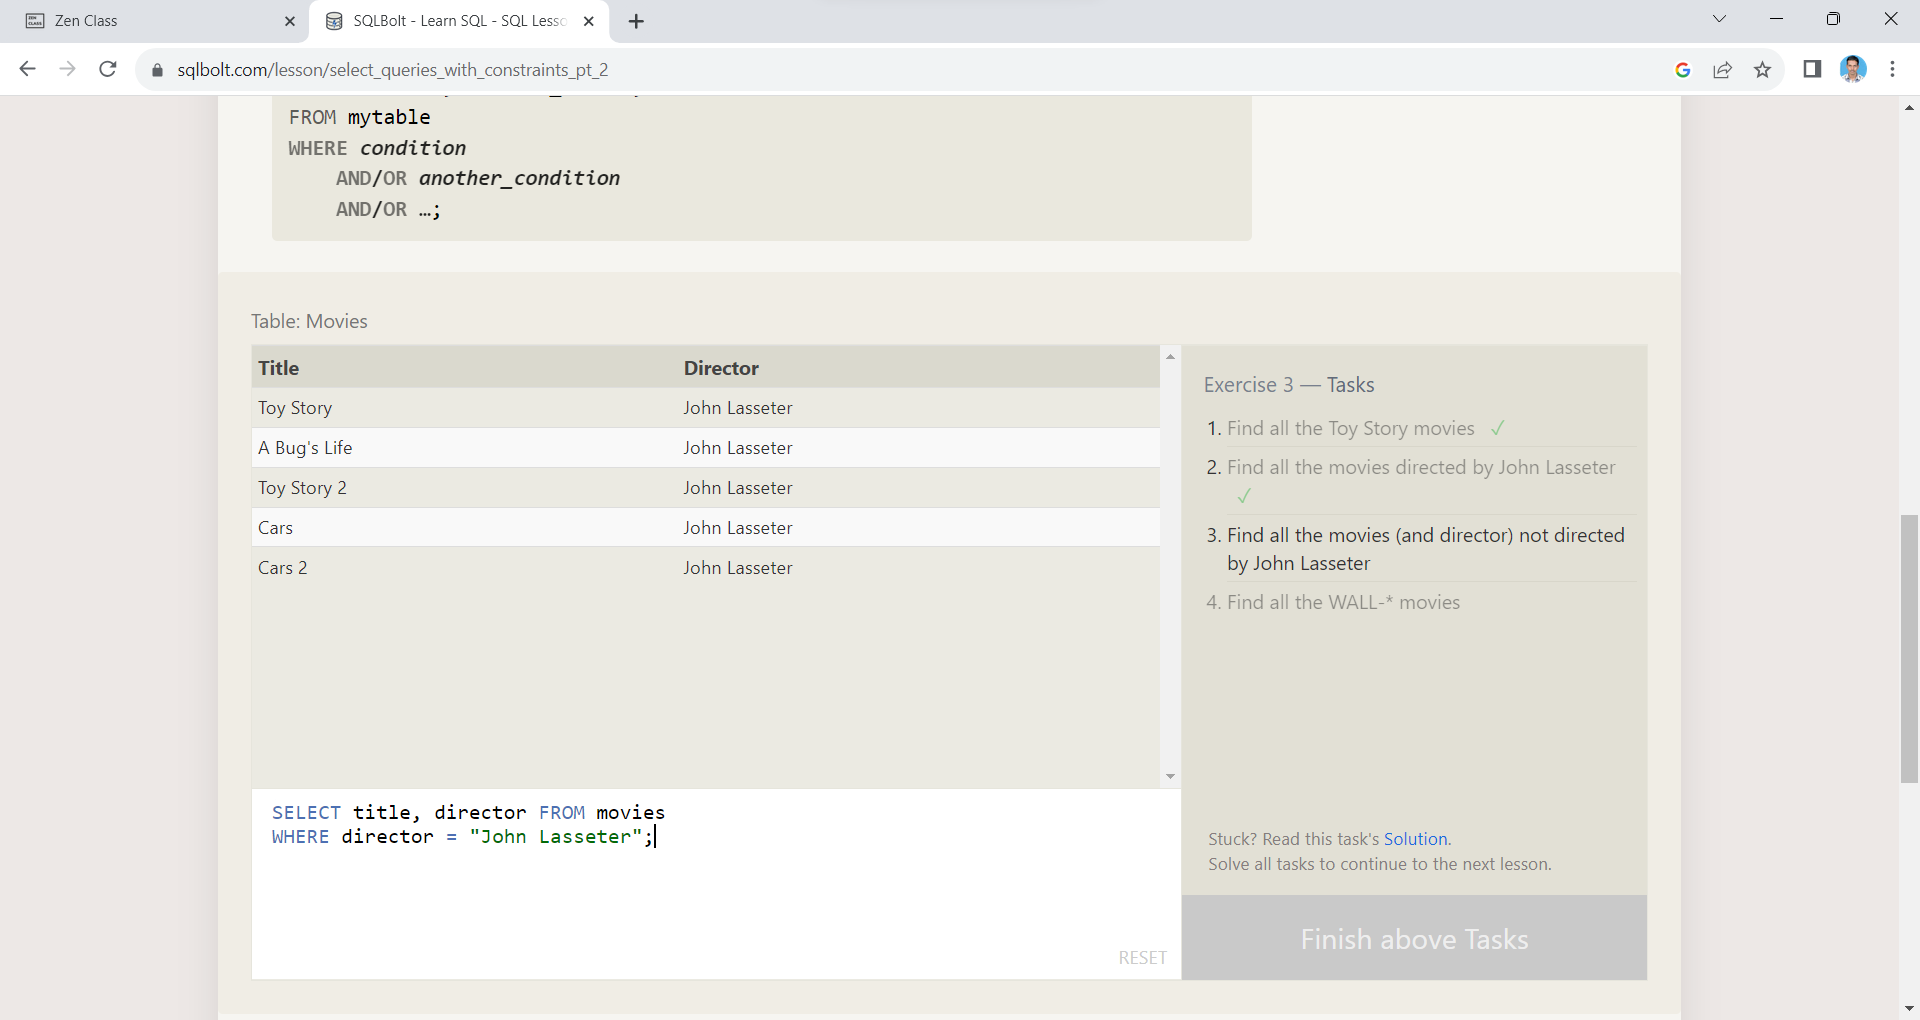 Zen Class
SQLBolt - Learn SQL - SQL Less
sqlbolt.com/lesson/select_queries_with_constraints_pt_2
FROM mytable
WHERE condition
AND/OR another_condition
AND/OR …;
Table: Movies
Title Director
Toy Story John Lasseter
A Bug's Life John Lasseter
Toy Story 2 John Lasseter
Cars John Lasseter
Cars 2 John Lasseter
Exercise 3 — Tasks
1. Find all the Toy Story movies ✓
2. Find all the movies directed by John Lasseter
✓
3. Find all the movies (and director) not directed
by John Lasseter
4. Find all the WALL-* movies
SELECT title, director FROM movies
WHERE director = "John Lasseter";
RESET
Stuck? Read this task's Solution.
Solve all tasks to continue to the next lesson.
Finish above Tasks